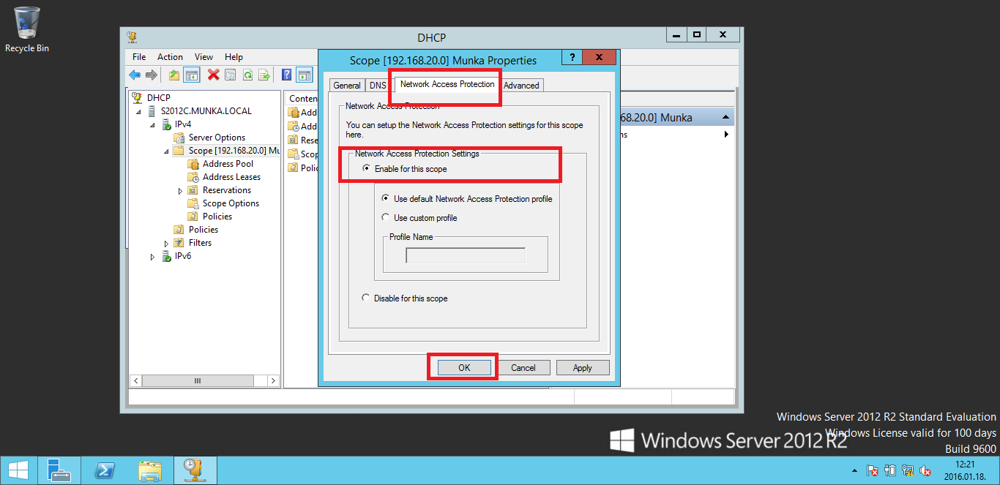 Recycle Bin
DHCP
File Action View Help
DHCP
S2012C.MUNKA.LOCAL
IPv4
Server Options
Scope [192.168.20.0] Mu
Address Pool
Address Leases
Reservations
Scope Options
Policies
Policies
Filters
IPv6
Conten
Add
Add
Rese
Scop
Polic
Scope [192.168.20.0] Munka Properties
General DNS Network Access Protection Advanced
Network Access Protection
You can setup the Network Access Protection settings for this scope
here.
Network Access Protection Settings
Enable for this scope
Use default Network Access Protection profile
Use custom profile
Profile Name
Disable for this scope
OK Cancel Apply
68.20.0] Munka
ns
Windows Server 2012 R2 Standard Evaluation
Windows License valid for 100 days
Build 9600
Windows Server 2012 R2
12:21
2016.01.18.